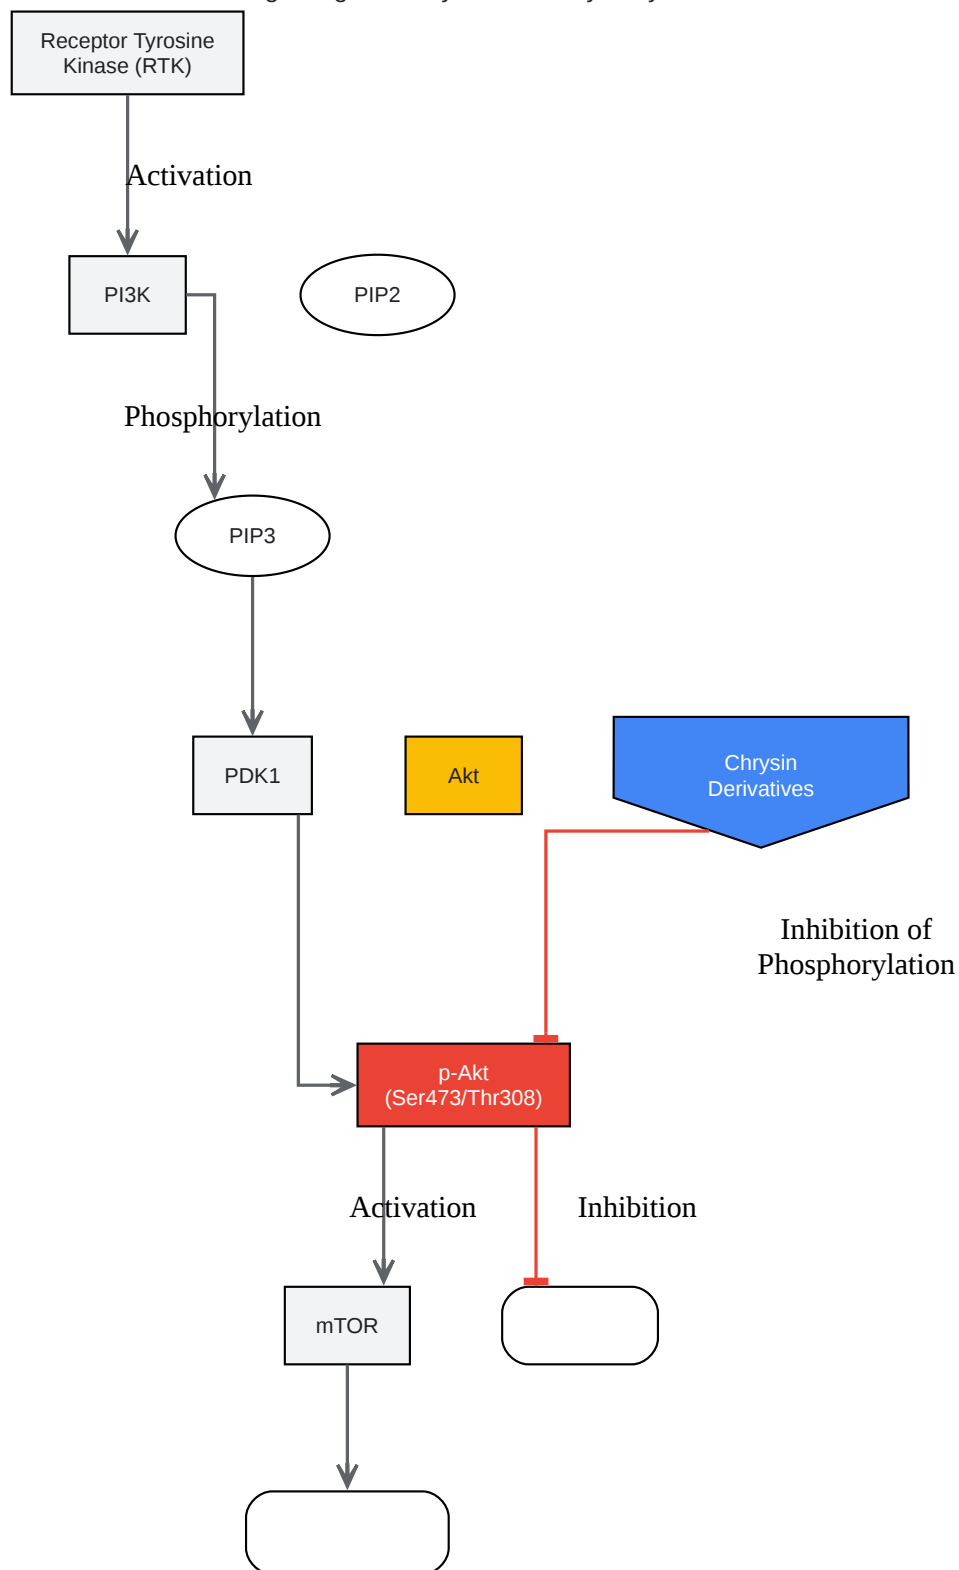 Receptor Tyrosine
Kinase (RTK)
Activation
PI3K
PIP2
Phosphorylation
PIP3
PDK1
Akt
Chrysin
Derivatives
Inhibition of
Phosphorylation
p-Akt
(Ser473/Thr308)
Activation
Inhibition
mTOR